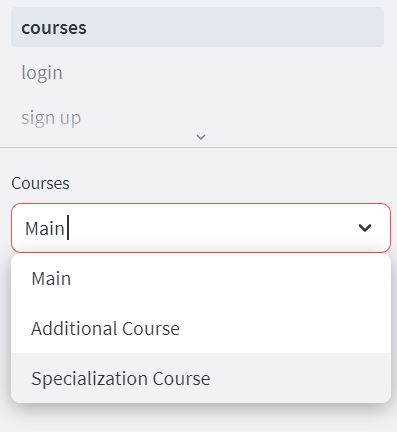 courses
login
sign up
Courses
Main
Main
Additional Course
Specialization Course